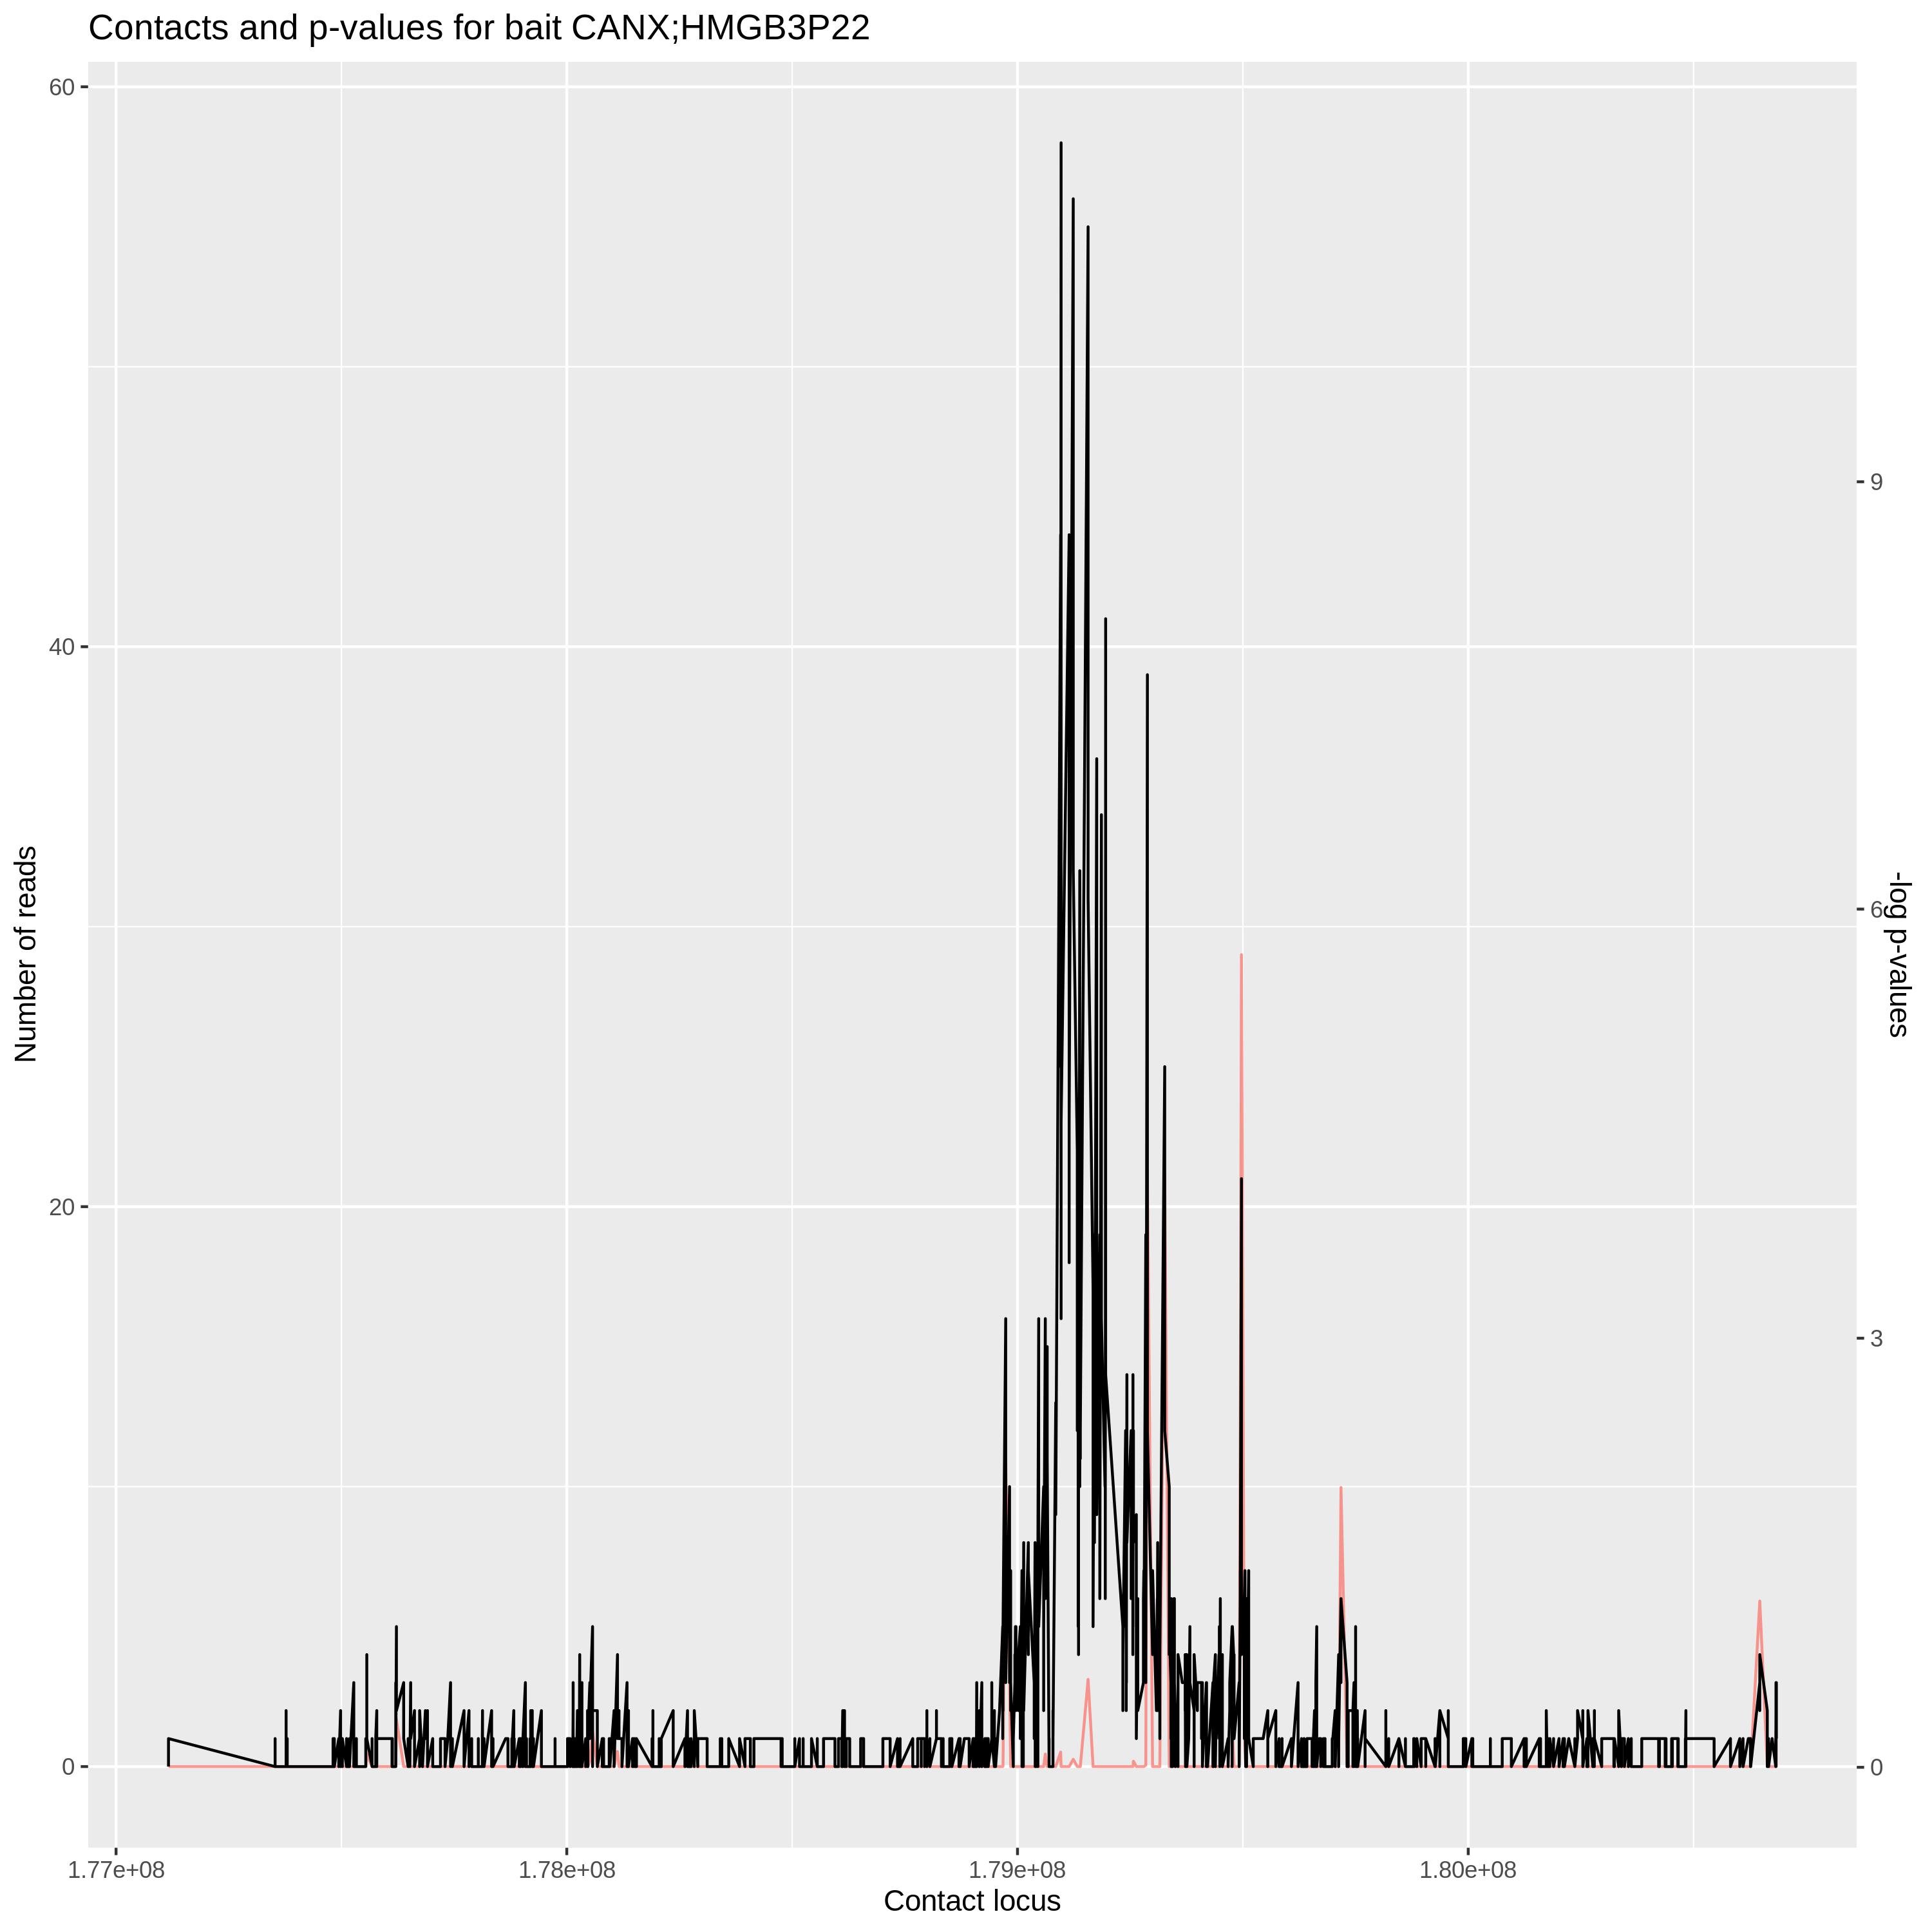 Contacts and p-values for bait CANX;HMGB3P22
60
40
20
0
Number of reads
9
6
3
0
-log p-values
1.77e+08
1.78e+08
1.79e+08
1.80e+08
Contact locus